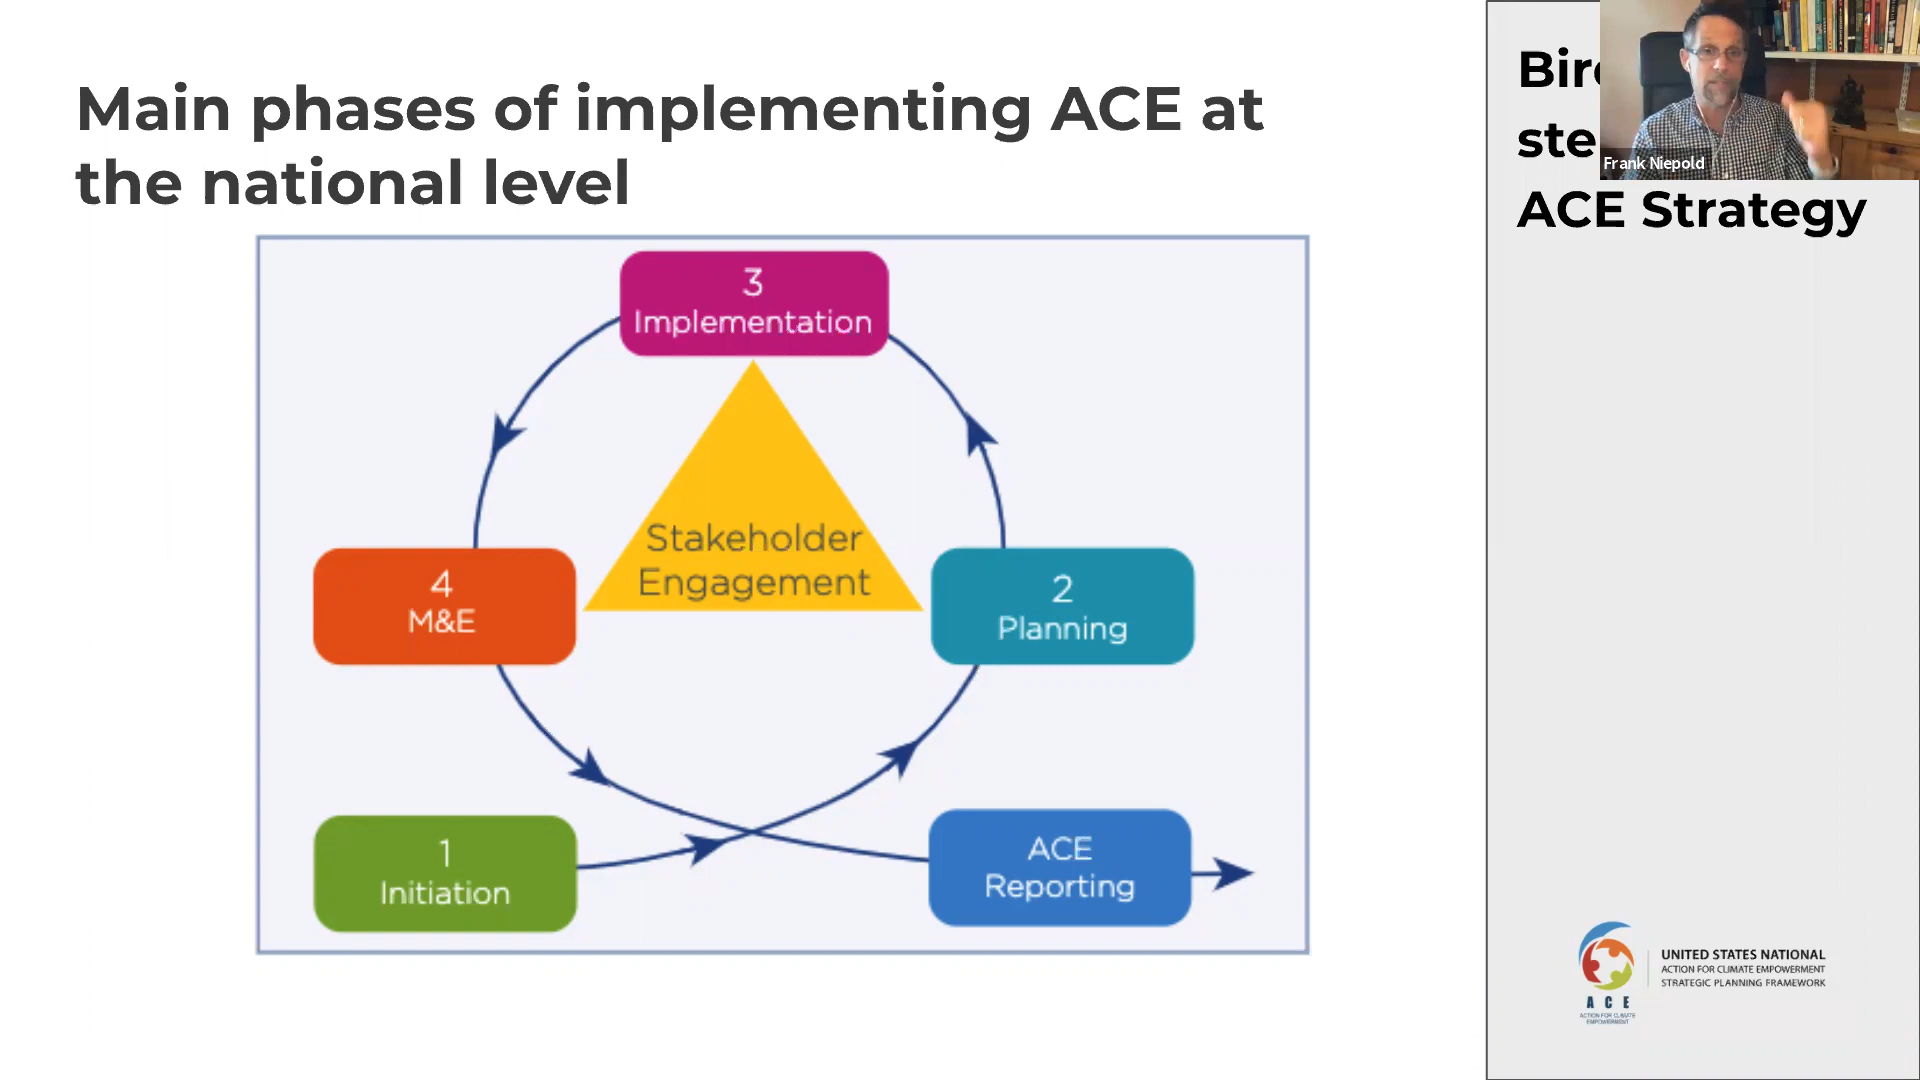 Main phases of implementing ACE at
the national level
3
Implementation
Stakeholder
Engagement
4
M&E
2
Planning
1
Initiation
ACE
Reporting
ACE Strategy
Frank Niepold
UNITED STATES NATIONAL
ACTION FOR CLIMATE EMPOWERMENT
STRATEGIC PLANNING FRAMEWORK
A C E
ACTION FOR CLIMATE
EMPOWERMENT